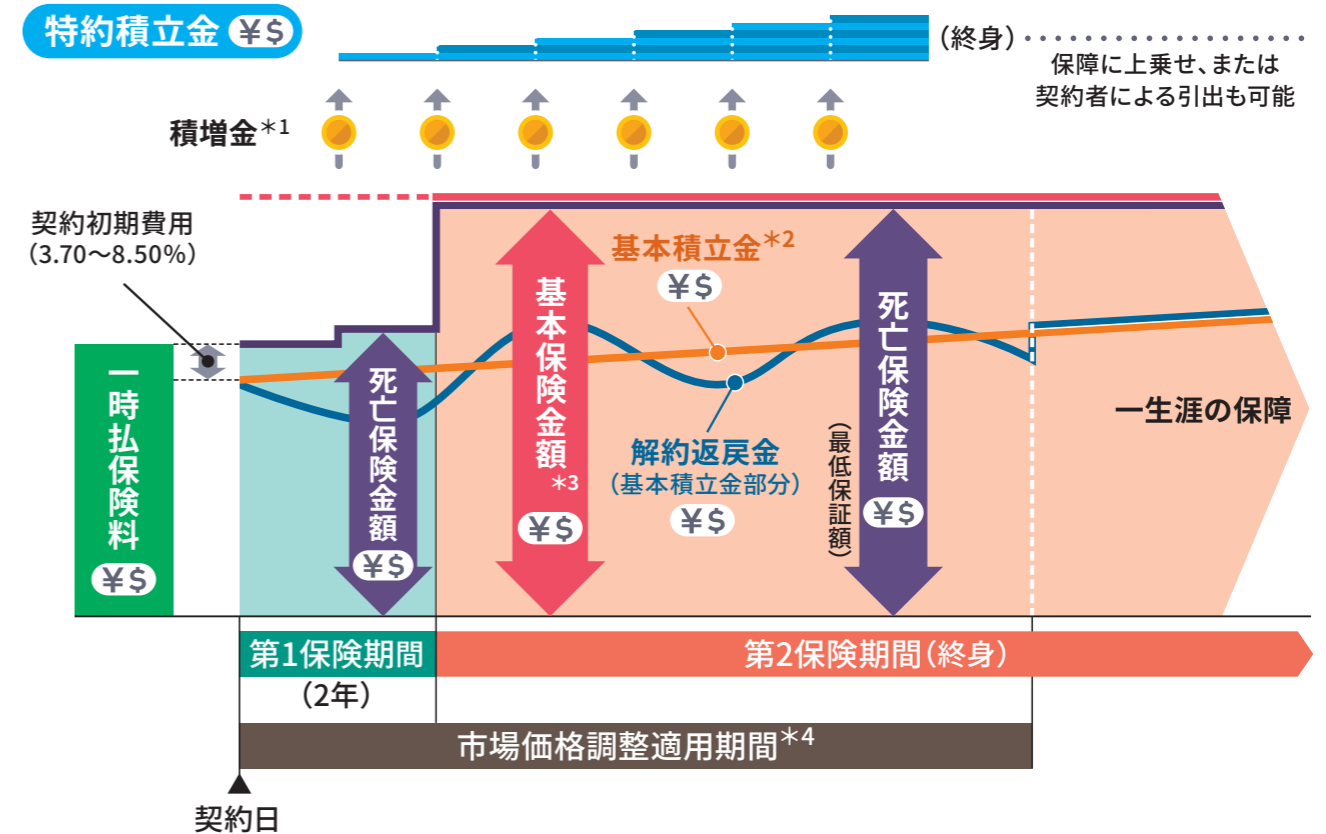 特約積立金 ¥$
(終身)
保障に上乗せ、または
契約者による引出も可能
積増金*1
契約初期費用
(3.70〜8.50%)
基本積立金*2
¥$
一時払保険料
¥$
死亡保険金額
¥$
基本保険金額
*3
¥$
解約返戻金
(基本積立金部分)
¥$
死亡保険金額
(最低保証額)
¥$
一生涯の保障
第1保険期間
(2年)
第2保険期間(終身)
市場価格調整適用期間*4
契約日